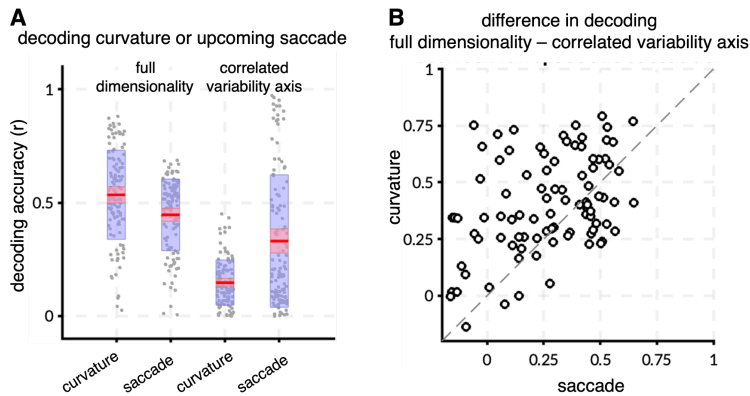 A
decoding curvature or upcoming saccade
full
dimensionality
correlated
variability axis
decoding accuracy (r)
1
0.5
0
curvature
saccade
curvature
saccade
B
difference in decoding
full dimensionality – correlated variability axis
curvature
1
0.75
0.5
0.25
0
0
0.25
0.5
0.75
1
saccade